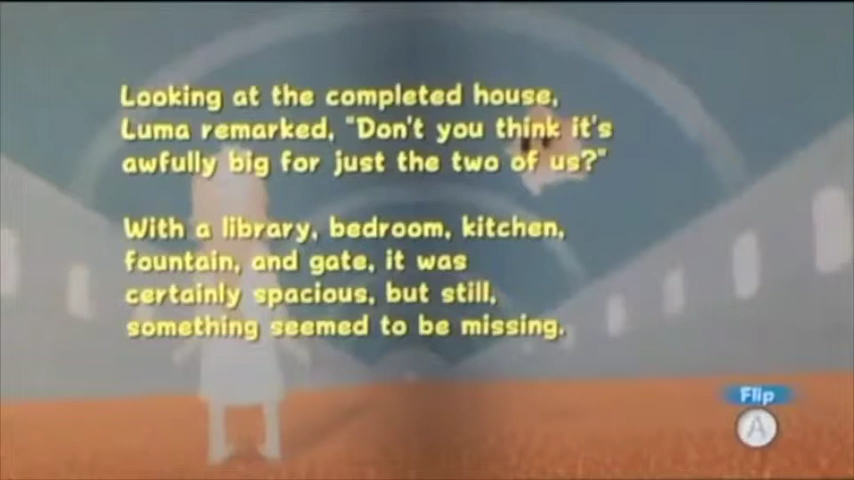 Looking at the completed house,
Luma remarked, "Don't you think it's
awfully big for just the two of us?"
With a library, bedroom, kitchen,
fountain, and gate, it was
certainly spacious, but still,
something seemed to be missing.
Flip
A